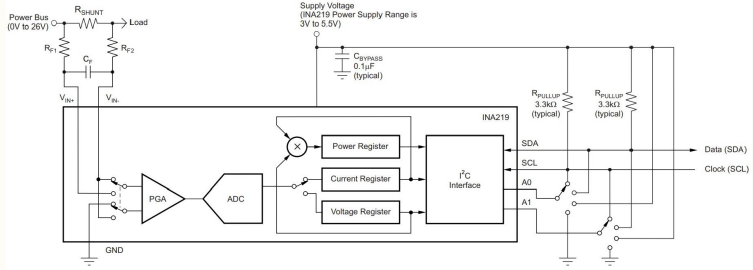 Power Bus
(0V to 26V)
RSHUNT
Load
RF1
CF
RF2
VIN+
VIN-
Supply Voltage
(INA219 Power Supply Range is
3V to 5.5V)
CBYPASS
0.1µF
(typical)
RPULLUP
3.3kΩ
(typical)
RPULLUP
3.3kΩ
(typical)
INA219
×
Power Register
Current Register
Voltage Register
PGA
ADC
I²C
Interface
SDA
SCL
A0
A1
Data (SDA)
Clock (SCL)
GND